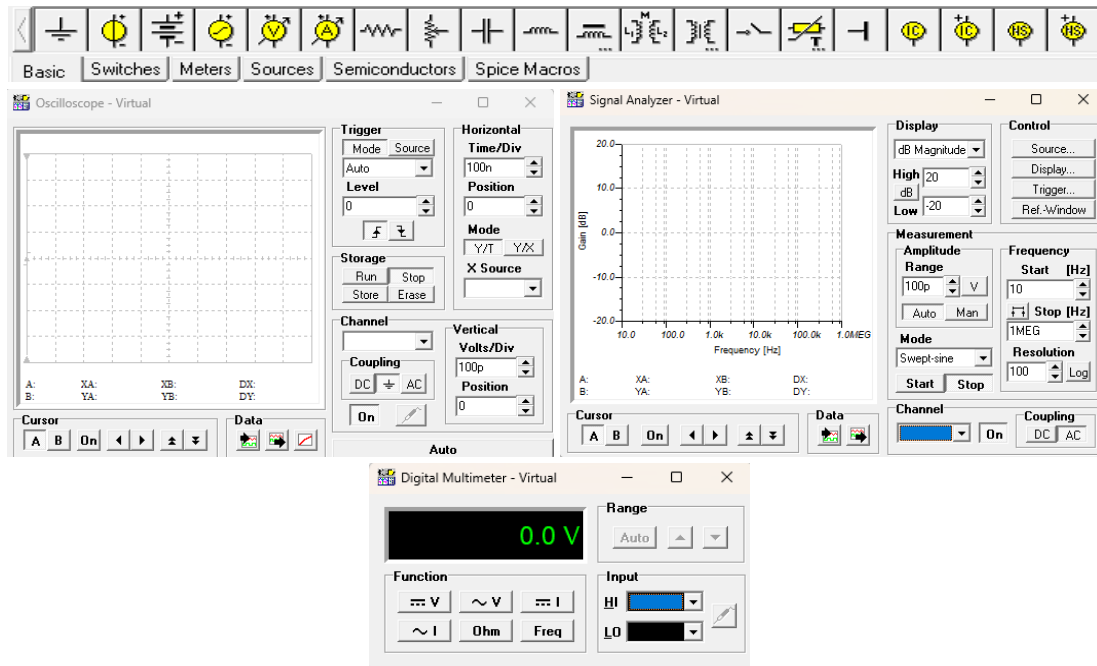 + + M L1 L2 T IC + IC HS + HS
Basic Switches Meters Sources Semiconductors Spice Macros
Oscilloscope - Virtual
Trigger
Mode Source
Auto
Level
0
Horizontal
Time/Div
100n
Position
0
Mode
Y/T Y/X
X Source
Storage
Run Stop
Store Erase
Channel
Coupling
DC AC
On
Vertical
Volts/Div
100p
Position
0
A: XA: XB: DX:
B: YA: YB: DY:
Cursor
A B On
Data
Auto
Signal Analyzer - Virtual
20.0
10.0
0.0
-10.0
-20.0
Gain [dB]
10.0 100.0 1.0k 10.0k 100.0k 1.0MEG
Frequency [Hz]
A: XA: XB: DX:
B: YA: YB: DY:
Cursor
A B On
Data
Display
dB Magnitude
High 20
dB
Low -20
Control
Source...
Display...
Trigger...
Ref.-Window
Measurement
Amplitude
Range
100p V
Auto Man
Mode
Swept-sine
Start Stop
Frequency
Start [Hz]
10
Stop [Hz]
1MEG
Resolution
100 Log
Channel
On
Coupling
DC AC
Digital Multimeter - Virtual
0.0 V
Range
Auto
Function
V V I
I Ohm Freq
Input
HI
LO